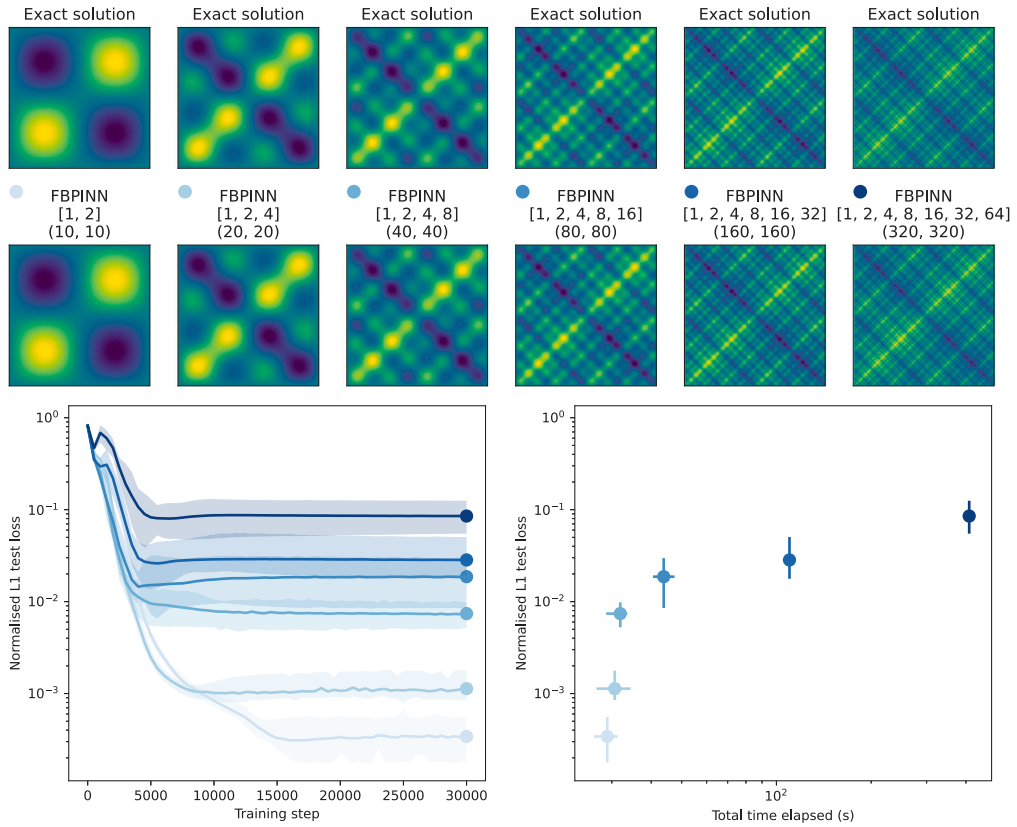 Exact solution Exact solution Exact solution Exact solution Exact solution Exact solution
FBPINN FBPINN FBPINN FBPINN FBPINN FBPINN
[1, 2] [1, 2, 4] [1, 2, 4, 8] [1, 2, 4, 8, 16] [1, 2, 4, 8, 16, 32] [1, 2, 4, 8, 16, 32, 64]
(10, 10) (20, 20) (40, 40) (80, 80) (160, 160) (320, 320)
Normalised L1 test loss
10⁰
10⁻¹
10⁻²
10⁻³
0 5000 10000 15000 20000 25000 30000
Training step
Normalised L1 test loss
10⁰
10⁻¹
10⁻²
10⁻³
10²
Total time elapsed (s)